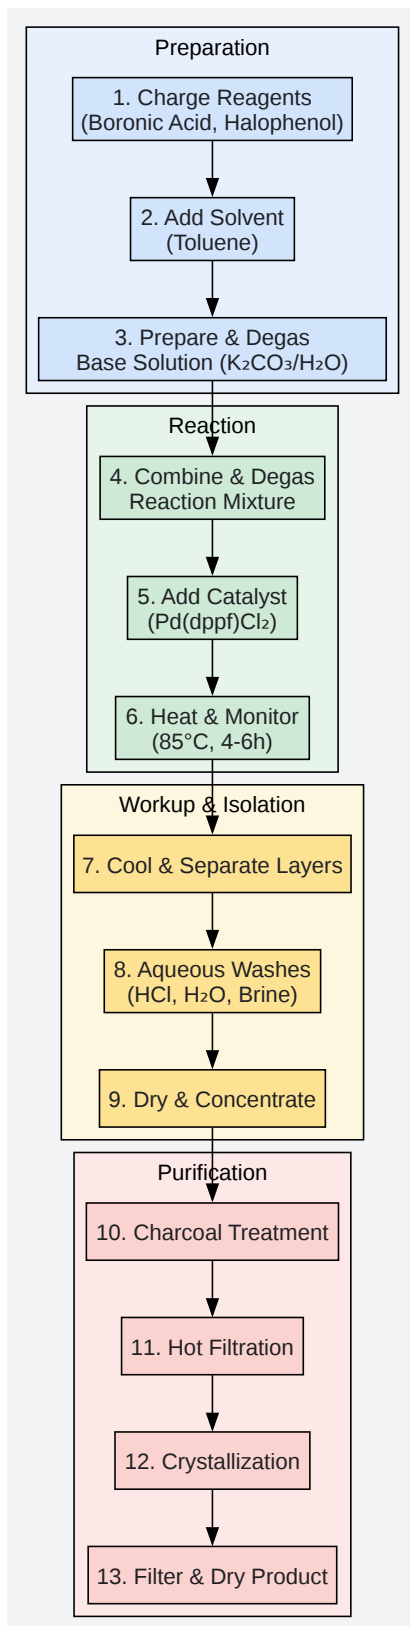 Preparation
1. Charge Reagents
(Boronic Acid, Halophenol)
2. Add Solvent
(Toluene)
3. Prepare & Degas
Base Solution (K₂CO₃/H₂O)
Reaction
4. Combine & Degas
Reaction Mixture
5. Add Catalyst
(Pd(dppf)Cl₂)
6. Heat & Monitor
(85°C, 4-6h)
Workup & Isolation
7. Cool & Separate Layers
8. Aqueous Washes
(HCl, H₂O, Brine)
9. Dry & Concentrate
Purification
10. Charcoal Treatment
11. Hot Filtration
12. Crystallization
13. Filter & Dry Product